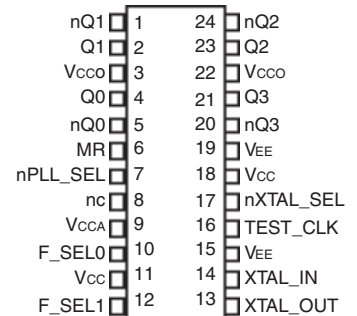 nQ1 1 24 nQ2
Q1 2 23 Q2
VCCO 3 22 VCCO
Q0 4 21 Q3
nQ0 5 20 nQ3
MR 6 19 VEE
nPLL_SEL 7 18 VCC
nc 8 17 nXTAL_SEL
VCCA 9 16 TEST_CLK
F_SEL0 10 15 VEE
VCC 11 14 XTAL_IN
F_SEL1 12 13 XTAL_OUT